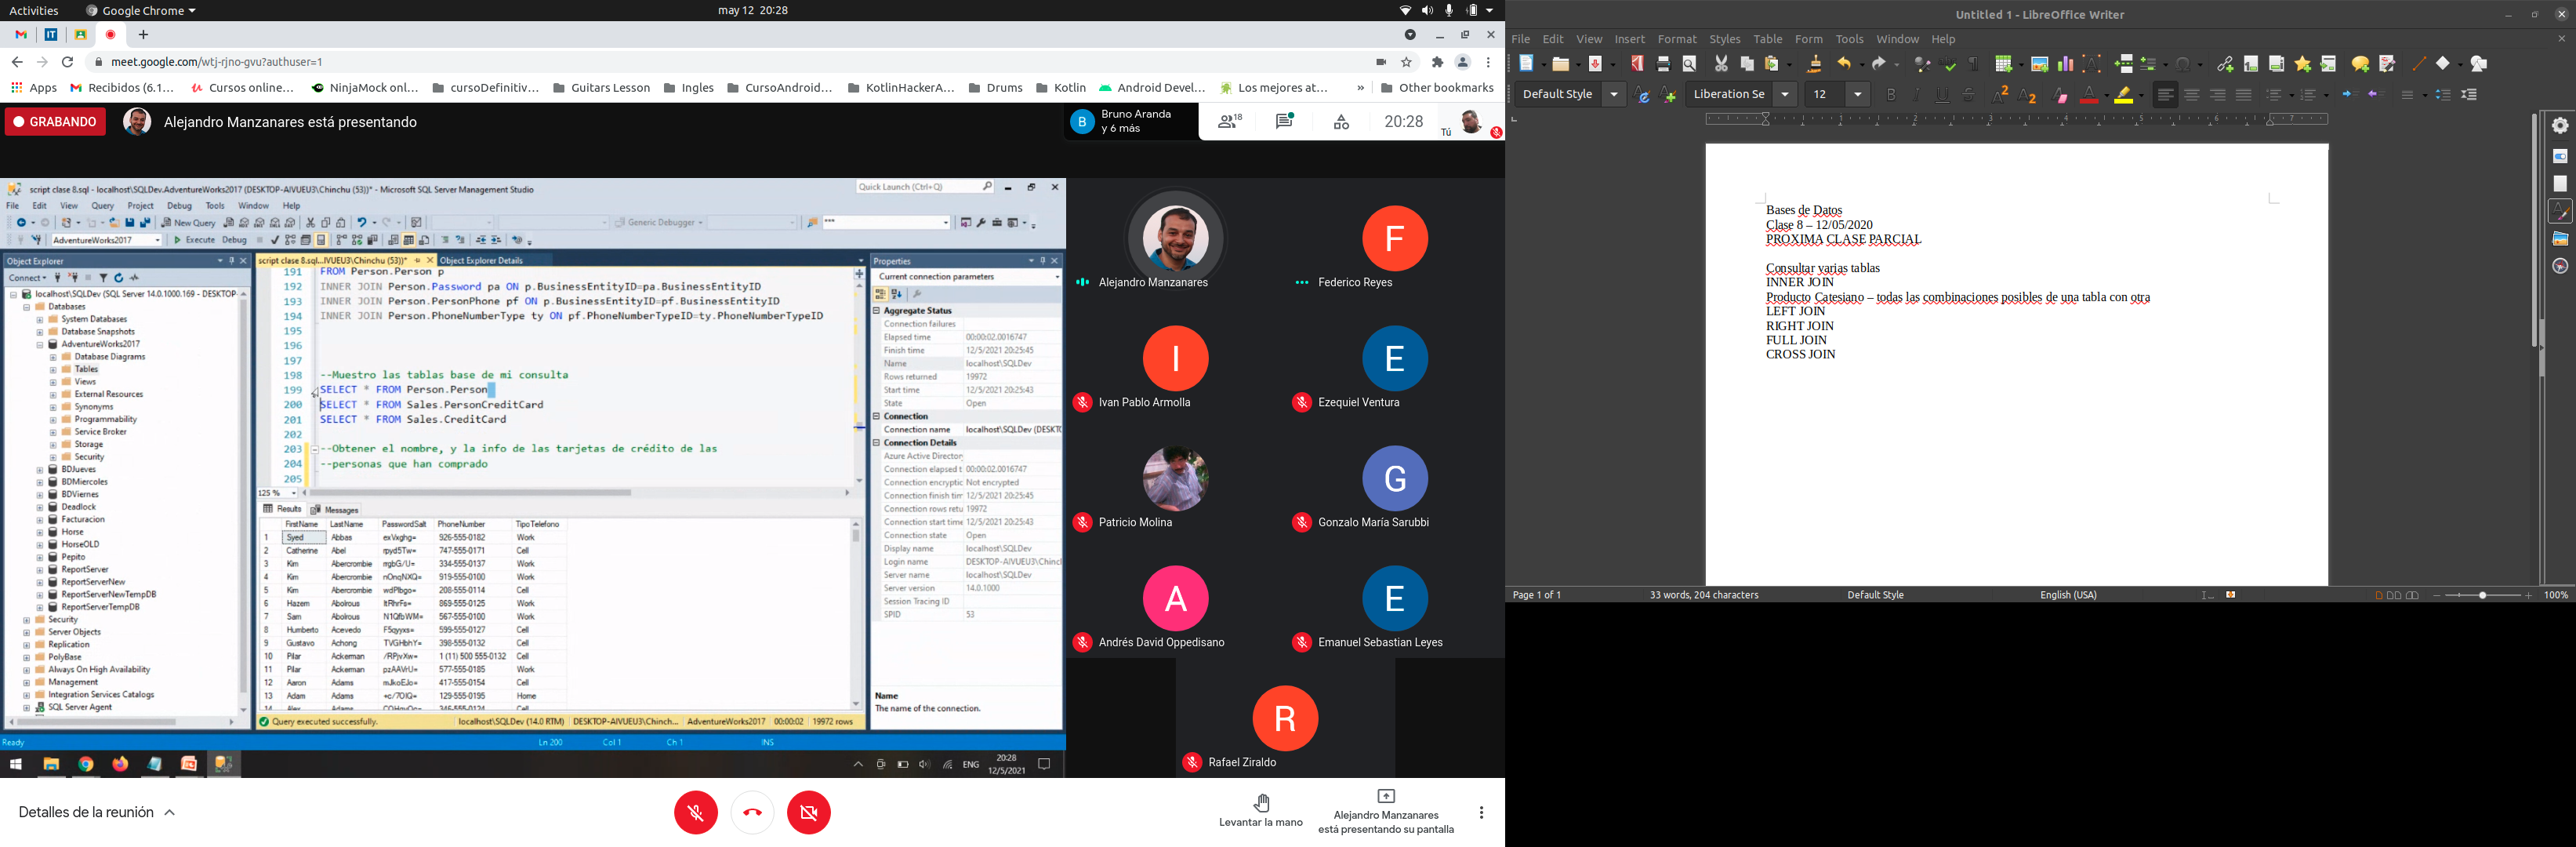 Activities
Google Chrome
may 12 20:28
meet.google.com/wtj-rjno-gvu?authuser=1
Apps
Recibidos (6.1...
Cursos online...
NinjaMock onl...
cursoDefinitiv...
Guitars Lesson
Ingles
CursoAndroid...
KotlinHackerA...
Drums
Kotlin
Android Devel...
Los mejores at...
»
Other bookmarks
GRABANDO
Alejandro Manzanares está presentando
Bruno Aranda
y 6 más
18
20:28
Tú
script clase 8.sql - localhost\SQLDev.AdventureWorks2017 (DESKTOP-AIVUEU3\Chinchu (53))* - Microsoft SQL Server Management Studio
Quick Launch (Ctrl+Q)
File Edit View Query Project Debug Tools Window Help
New Query
Generic Debugger
AdventureWorks2017
Execute
Debug
Object Explorer
Connect
localhost\SQLDev (SQL Server 14.0.1000.169 - DESKTOP-
Databases
System Databases
Database Snapshots
AdventureWorks2017
Database Diagrams
Tables
Views
External Resources
Synonyms
Programmability
Service Broker
Storage
Security
BDJueves
BDMiercoles
BDViernes
Deadlock
Facturacion
Horse
HorseOLD
Pepito
ReportServer
ReportServerNew
ReportServerNewTempDB
ReportServerTempDB
Security
Server Objects
Replication
PolyBase
Always On High Availability
Management
Integration Services Catalogs
SQL Server Agent
script clase 8.sql...IVUEU3\Chinchu (53))*
Object Explorer Details
191 FROM Person.Person p
192 INNER JOIN Person.Password pa ON p.BusinessEntityID=pa.BusinessEntityID
193 INNER JOIN Person.PersonPhone pf ON p.BusinessEntityID=pf.BusinessEntityID
194 INNER JOIN Person.PhoneNumberType ty ON pf.PhoneNumberTypeID=ty.PhoneNumberTypeID
195
196
197
198 --Muestro las tablas base de mi consulta
199 SELECT * FROM Person.Person
200 SELECT * FROM Sales.PersonCreditCard
201 SELECT * FROM Sales.CreditCard
202
203 --Obtener el nombre, y la info de las tarjetas de crédito de las
204 --personas que han comprado
205
125 %
Results
Messages
FirstName LastName PasswordSalt PhoneNumber TipoTelefono
1 Syed Abbas exVxghg= 926-555-0182 Work
2 Catherine Abel rpyd5Tw= 747-555-0171 Cell
3 Kim Abercrombie mgbG/U= 334-555-0137 Work
4 Kim Abercrombie nOnqNXQ= 919-555-0100 Work
5 Kim Abercrombie wdPlbgo= 208-555-0114 Cell
6 Hazem Abolrous ItRhrFs= 869-555-0125 Work
7 Sam Abolrous N1QfbWM= 567-555-0100 Work
8 Humberto Acevedo F5qyyxs= 599-555-0127 Cell
9 Gustavo Achong TVGHbhY= 398-555-0132 Cell
10 Pilar Ackerman /RPjvXw= 1 (11) 500 555-0132 Cell
11 Pilar Ackerman pzAAVrU= 577-555-0185 Work
12 Aaron Adams mJkoEJo= 417-555-0154 Cell
13 Adam Adams +c/7OIQ= 129-555-0195 Home
14 Alex Adams 346-555-0124 Cell
Query executed successfully.
localhost\SQLDev (14.0 RTM)
DESKTOP-AIVUEU3\Chinch...
AdventureWorks2017
00:00:02
19972 rows
Properties
Current connection parameters
Aggregate Status
Connection failures
Elapsed time 00:00:02.0016747
Finish time 12/5/2021 20:25:45
Name localhost\SQLDev
Rows returned 19972
Start time 12/5/2021 20:25:43
State Open
Connection
Connection name localhost\SQLDev (DESKTO
Connection Details
Azure Active Director
Connection elapsed t 00:00:02.0016747
Connection encryptic Not encrypted
Connection finish tim 12/5/2021 20:25:45
Connection rows retu 19972
Connection start time 12/5/2021 20:25:43
Connection state Open
Display name localhost\SQLDev
Login name DESKTOP-AIVUEU3\Chincl
Server name localhost\SQLDev
Server version 14.0.1000
Session Tracing ID
SPID 53
Name
The name of the connection.
Ready
Ln 200
Col 1
Ch 1
INS
ENG
20:28
12/5/2021
Alejandro Manzanares
F
Federico Reyes
I
Ivan Pablo Armolla
E
Ezequiel Ventura
Patricio Molina
G
Gonzalo María Sarubbi
A
Andrés David Oppedisano
E
Emanuel Sebastian Leyes
R
Rafael Ziraldo
Detalles de la reunión
Levantar la mano
Alejandro Manzanares
está presentando su pantalla
Untitled 1 - LibreOffice Writer
File Edit View Insert Format Styles Table Form Tools Window Help
Default Style
Liberation Se
12
1 2 3 4 5 6 7
Bases de Datos
Clase 8 – 12/05/2020
PROXIMA CLASE PARCIAL
Consultar varias tablas
INNER JOIN
Producto Catesiano – todas las combinaciones posibles de una tabla con otra
LEFT JOIN
RIGHT JOIN
FULL JOIN
CROSS JOIN
Page 1 of 1
33 words, 204 characters
Default Style
English (USA)
100%